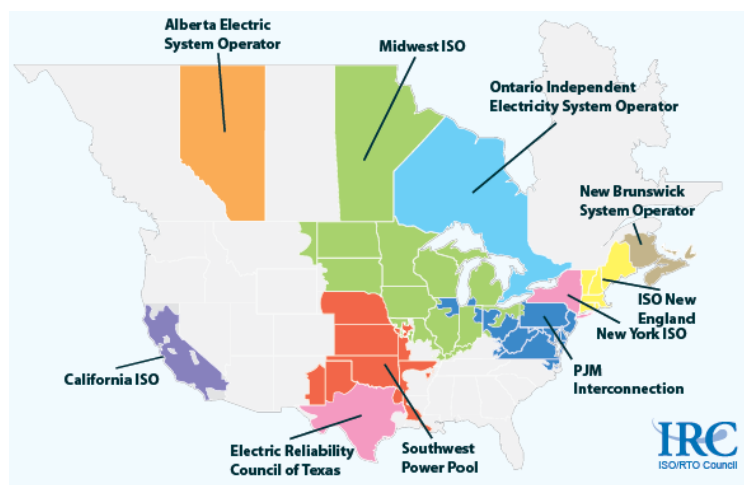 Alberta Electric
System Operator
Midwest ISO
Ontario Independent
Electricity System Operator
New Brunswick
System Operator
ISO New
England
New York ISO
PJM
Interconnection
California ISO
Electric Reliability
Council of Texas
Southwest
Power Pool
IRC
ISO/RTO Council